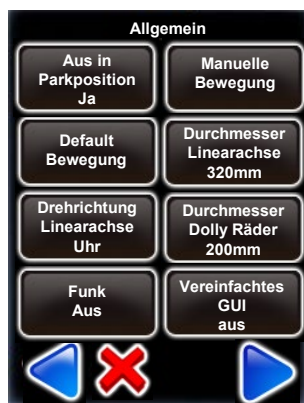 Allgemein
Aus in
Parkposition
Ja
Manuelle
Bewegung
Default
Bewegung
Durchmesser
Linearachse
320mm
Drehrichtung
Linearachse
Uhr
Durchmesser
Dolly Räder
200mm
Funk
Aus
Vereinfachtes
GUI
aus